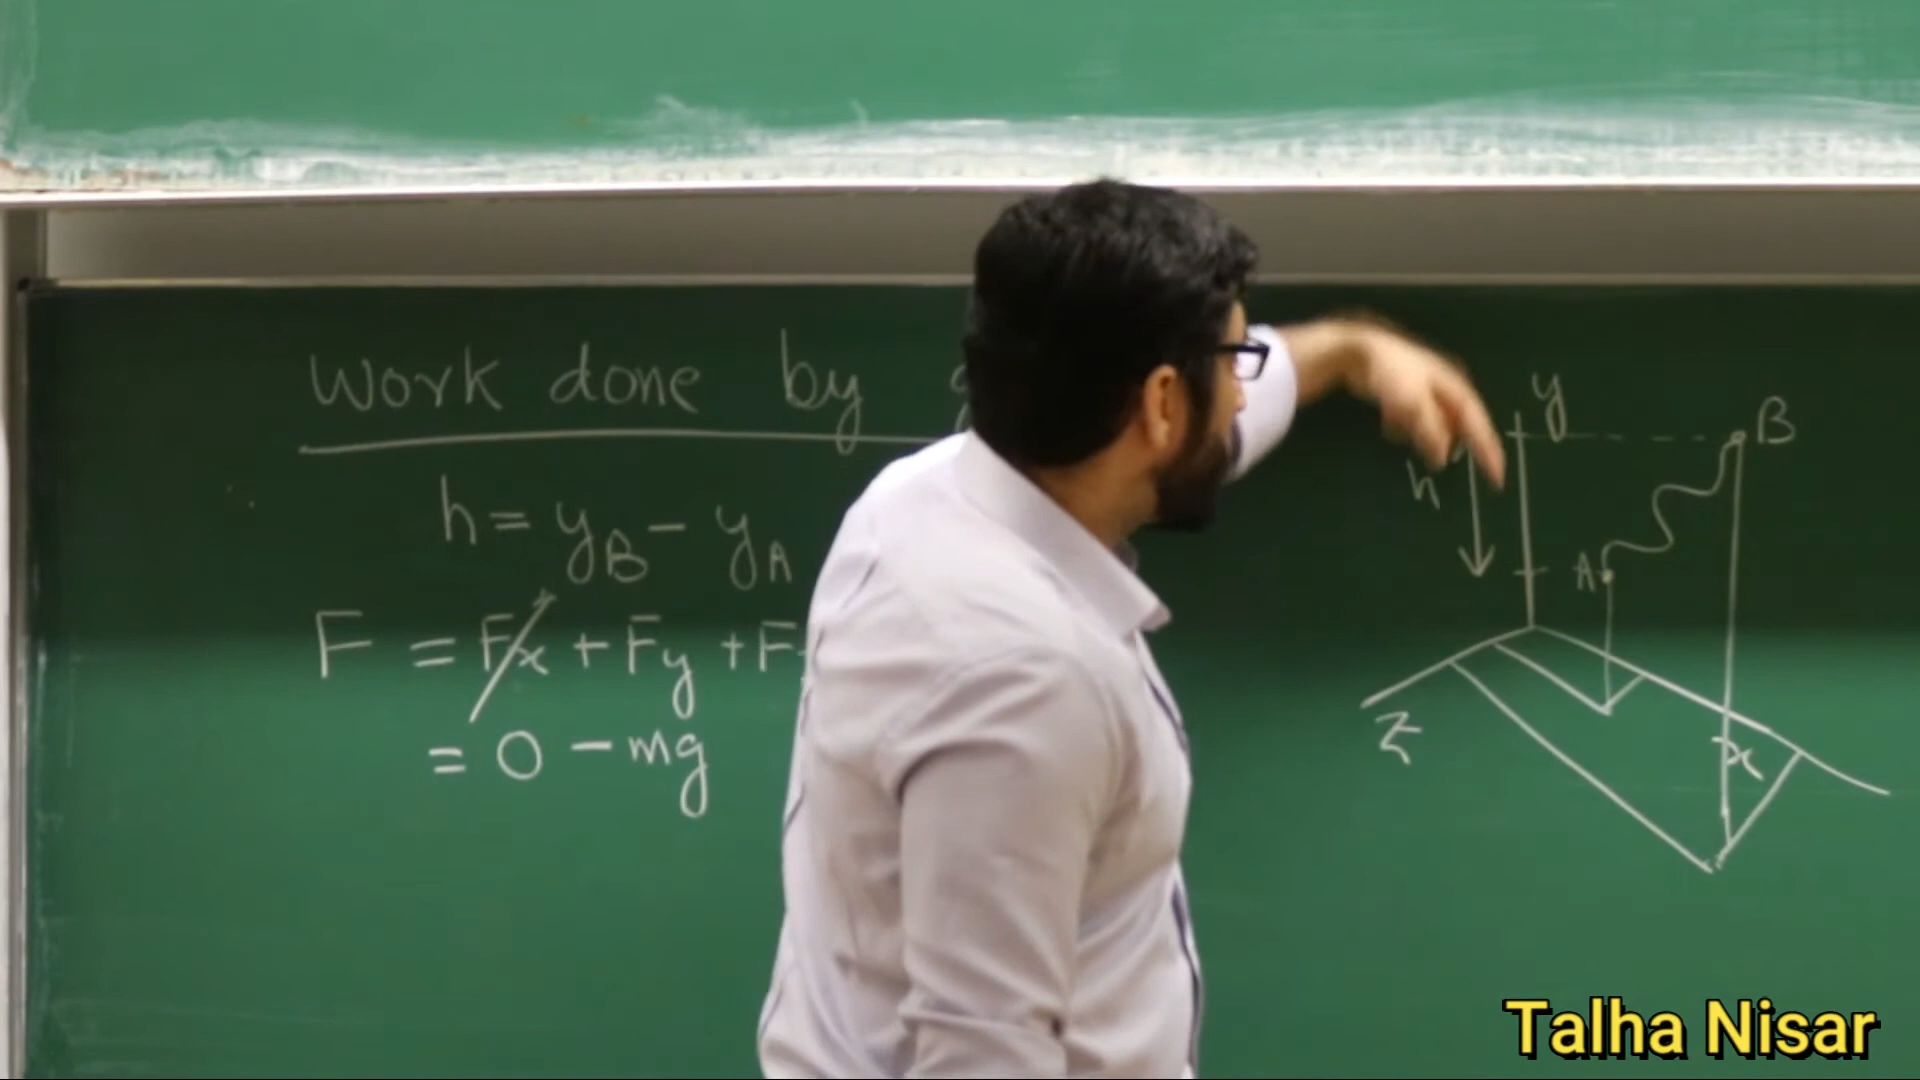 Work done by
h = yB - yA
F = Fx + Fy + F
= 0 - mg
y
B
h
A
z
x
Talha Nisar